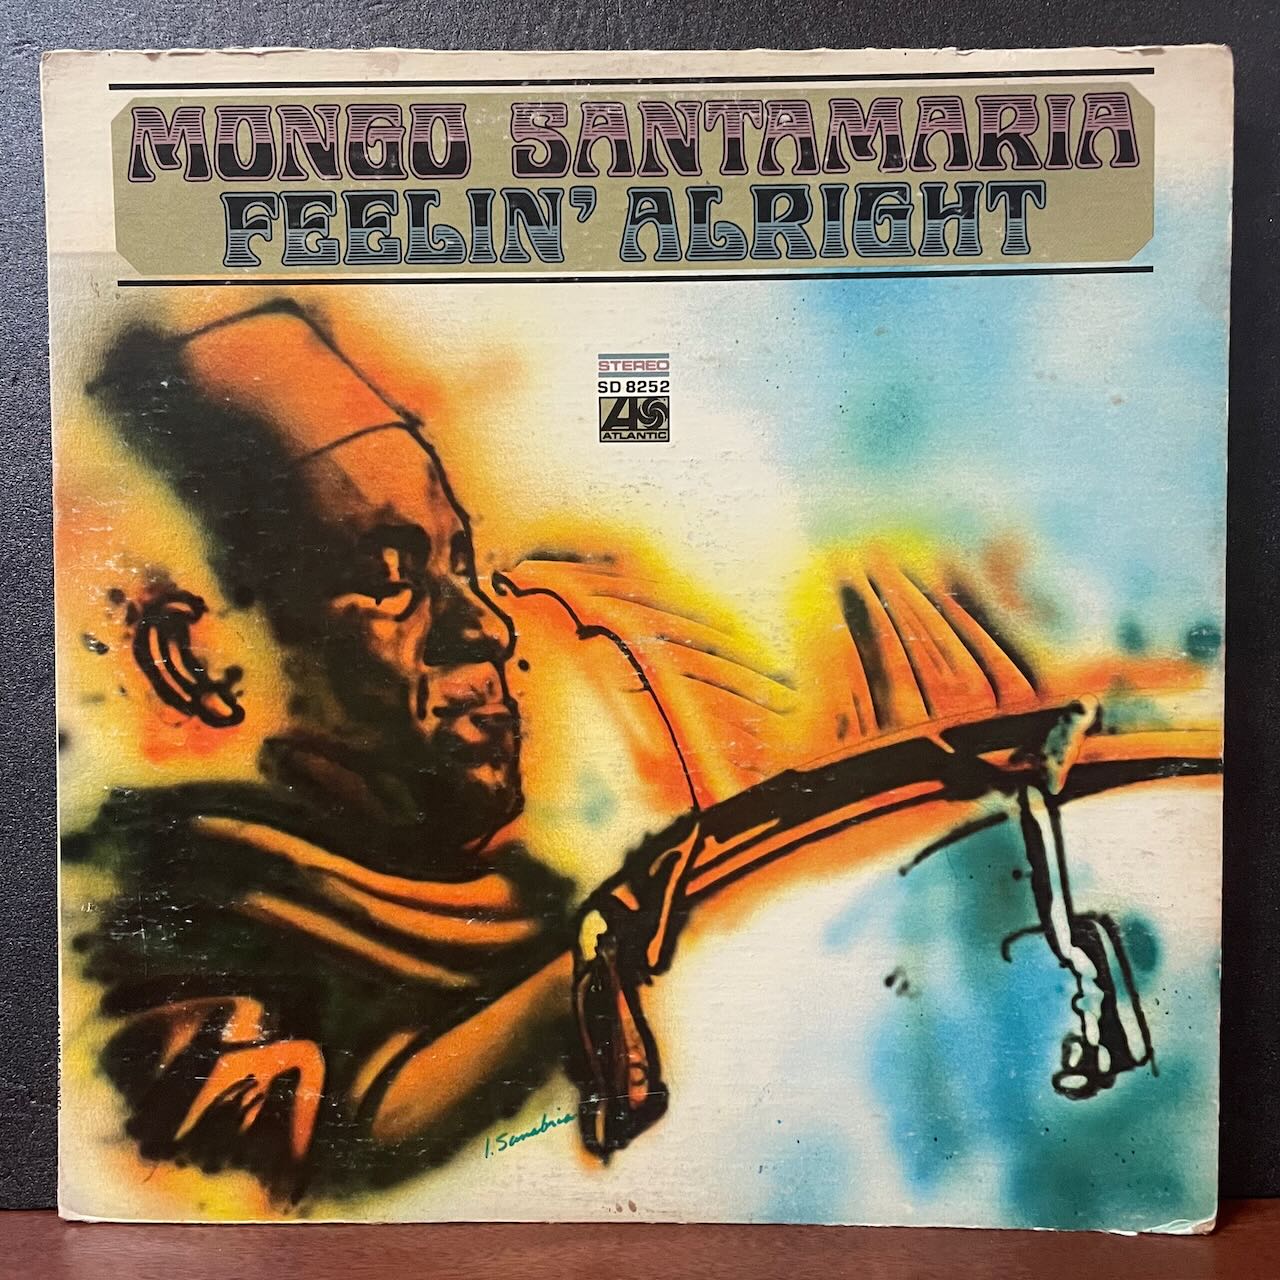 MONGO SANTAMARIA
FEELIN' ALRIGHT
STEREO
SD 8252
ATLANTIC
I. Sanabria